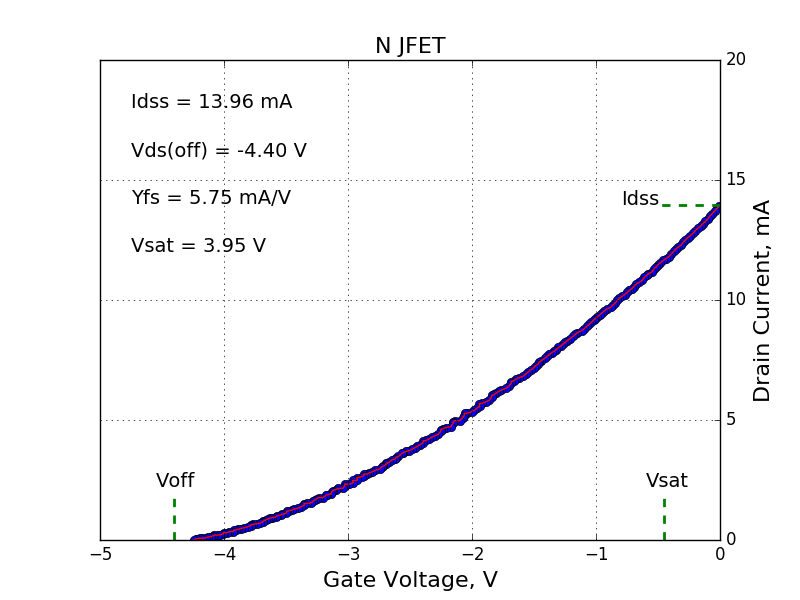 N JFET
Idss = 13.96 mA
Vds(off) = -4.40 V
Yfs = 5.75 mA/V
Vsat = 3.95 V
Idss
Voff
Vsat
20
15
10
5
0
Drain Current, mA
−5
−4
−3
−2
−1
0
Gate Voltage, V